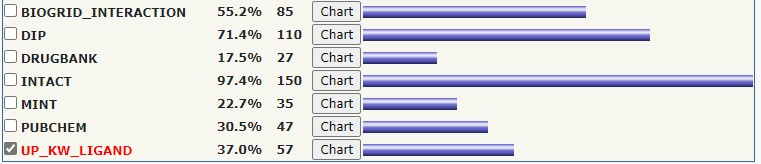 BIOGRID_INTERACTION 55.2% 85 Chart
DIP 71.4% 110 Chart
DRUGBANK 17.5% 27 Chart
INTACT 97.4% 150 Chart
MINT 22.7% 35 Chart
PUBCHEM 30.5% 47 Chart
UP_KW_LIGAND 37.0% 57 Chart